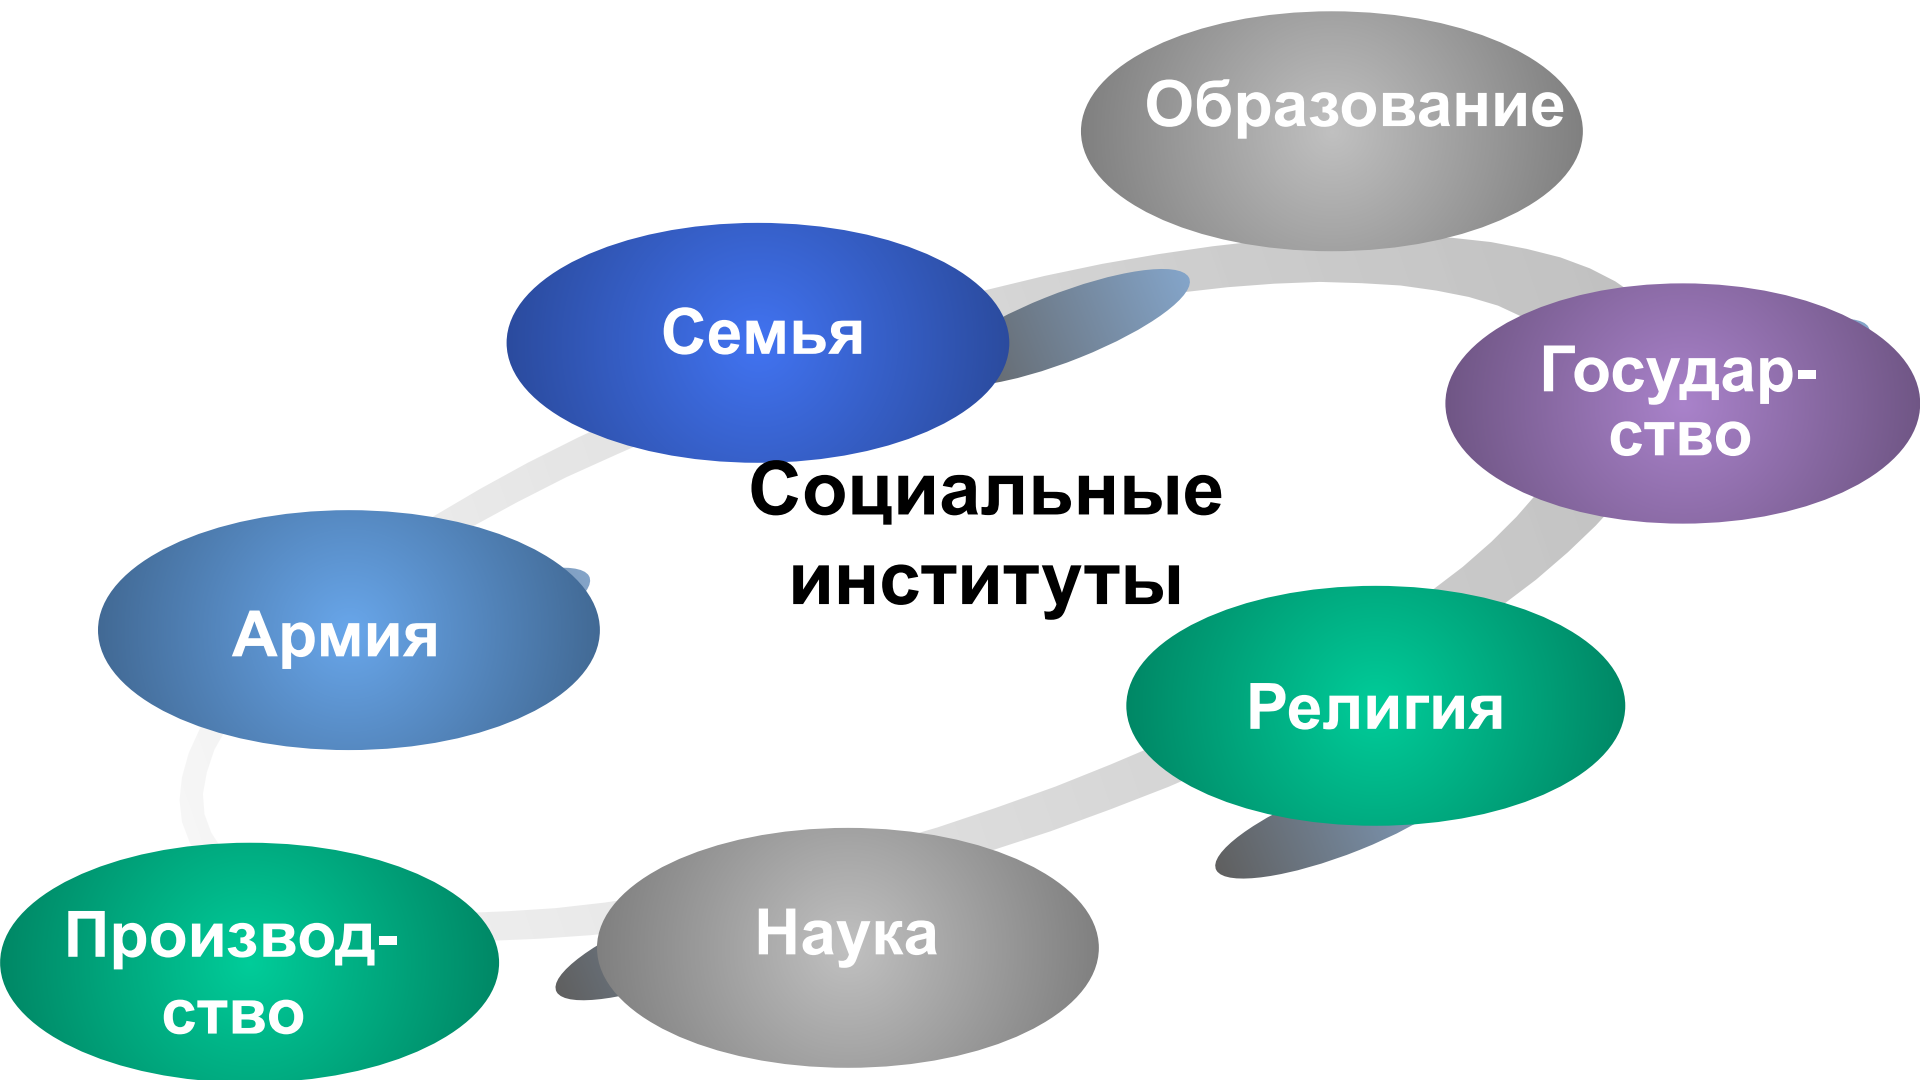 Образование
Семья
Государ-
ство
Социальные
институты
Армия
Религия
Производ-
ство
Наука